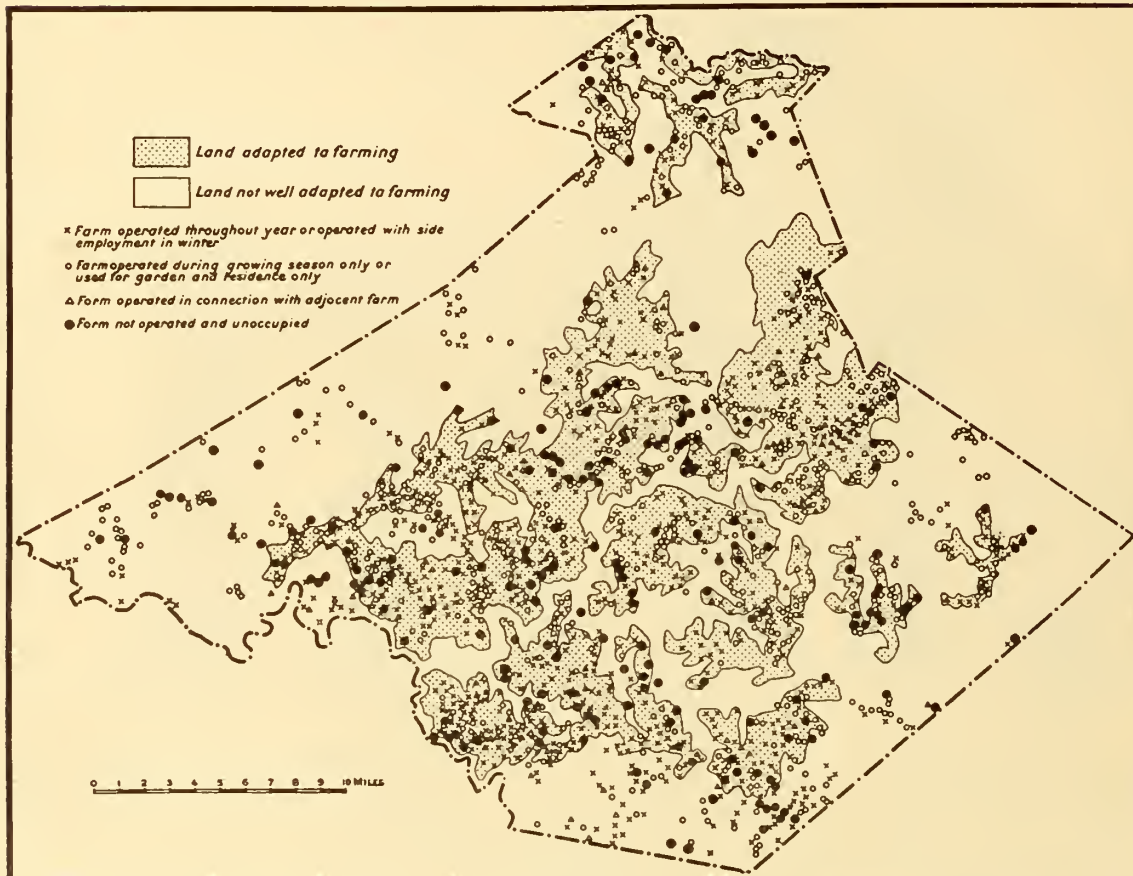 Land adapted to farming
Land not well adapted to farming
x Farm operated throughout year or operated with side
employment in winter
o Farm operated during growing season only or
used for garden and residence only
▵ Form operated in connection with adjacent farm
● Form not operated and unoccupied
0 1 2 3 4 5 6 7 8 9 10 MILES